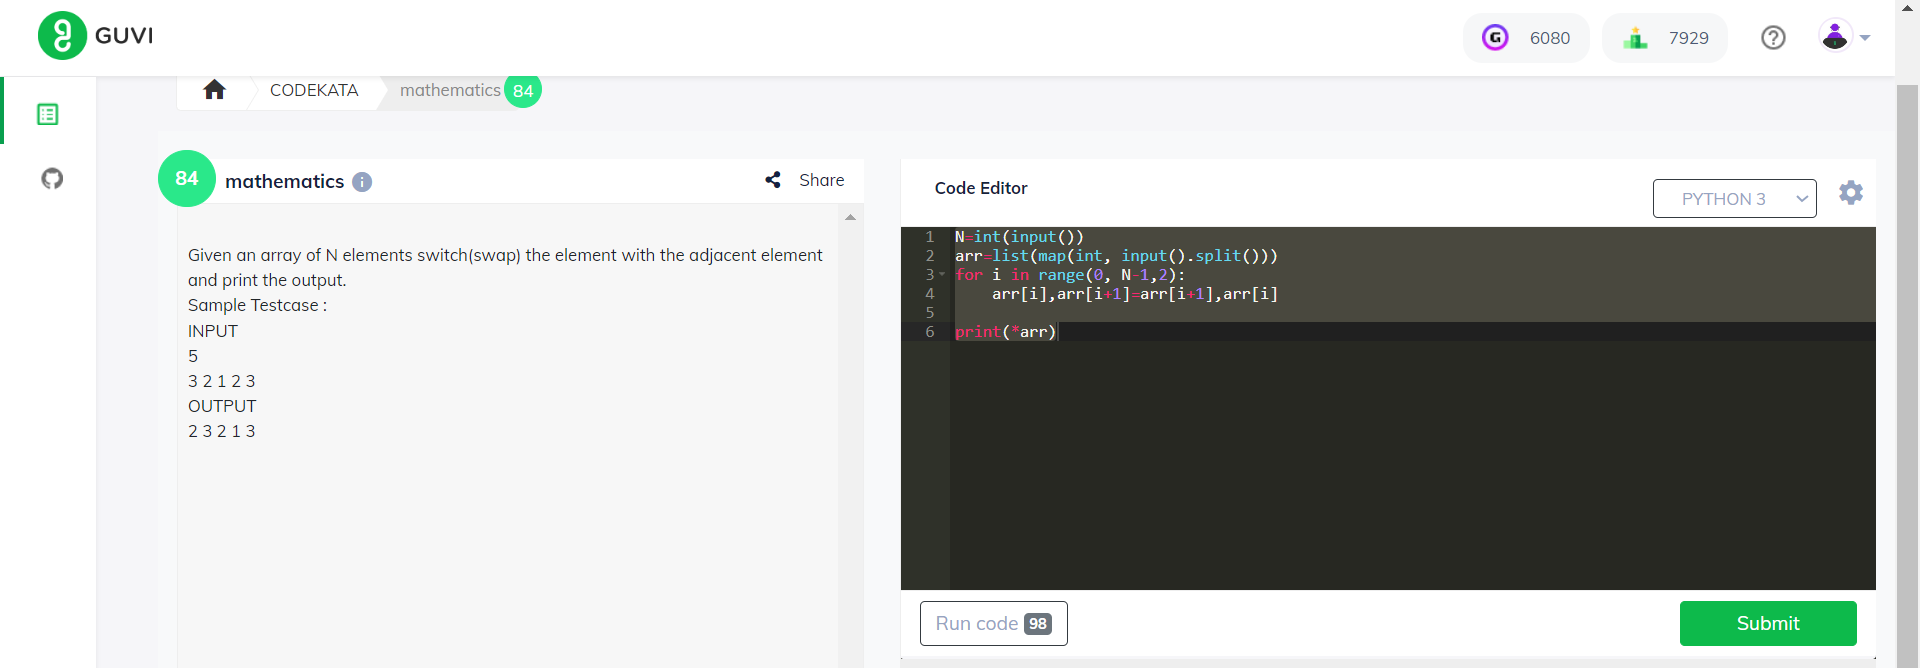 GUVI
6080
7929
CODEKATA
mathematics 84
84 mathematics
Share
Given an array of N elements switch(swap) the element with the adjacent element
and print the output.
Sample Testcase :
INPUT
5
3 2 1 2 3
OUTPUT
2 3 2 1 3
Code Editor
PYTHON 3
1 N=int(input())
2 arr=list(map(int, input().split()))
3 for i in range(0, N-1,2):
4     arr[i],arr[i+1]=arr[i+1],arr[i]
5
6 print(*arr)
Run code 98
Submit